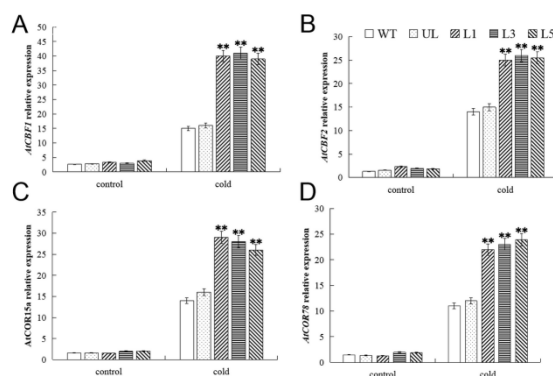 A
AtCBF1 relative expression
45
40
35
30
25
20
15
10
5
0
** ** **
control cold
B
WT UL L1 L3 L5
AtCBF2 relative expression
30
25
20
15
10
5
0
** ** **
control cold
C
AtCOR15a relative expression
35
30
25
20
15
10
5
0
** ** **
control cold
D
AtCOR78 relative expression
30
25
20
15
10
5
0
** ** **
control cold